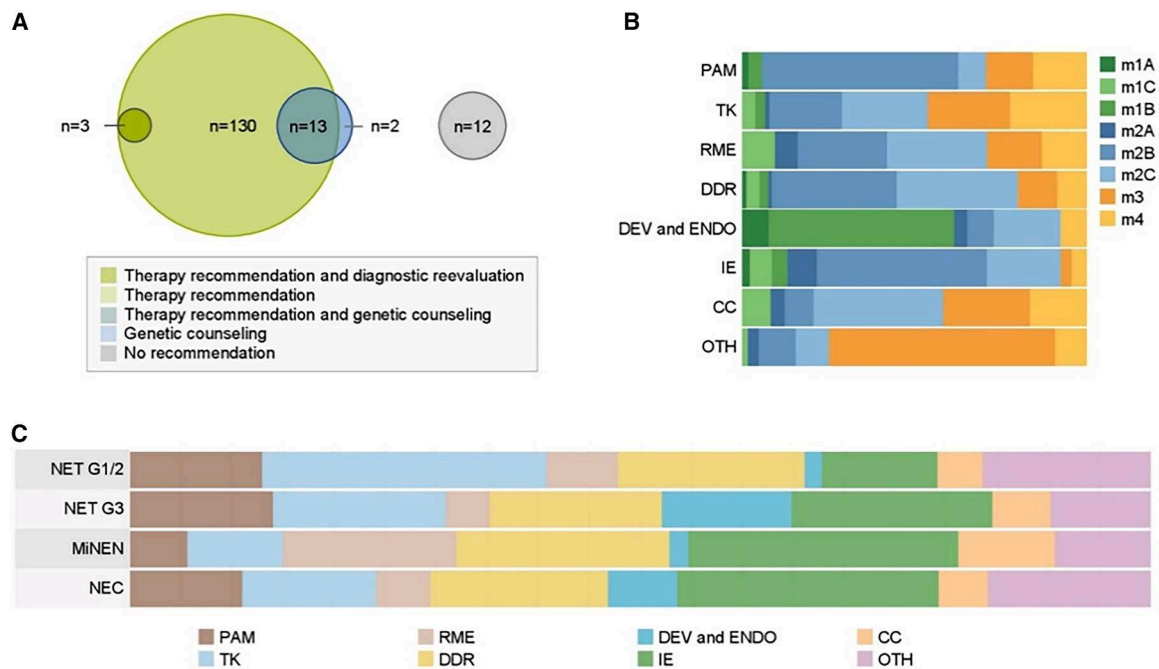 A
n=3
n=130
n=13
n=2
n=12
Therapy recommendation and diagnostic reevaluation
Therapy recommendation
Therapy recommendation and genetic counseling
Genetic counseling
No recommendation
B
PAM
TK
RME
DDR
DEV and ENDO
IE
CC
OTH
m1A
m1C
m1B
m2A
m2B
m2C
m3
m4
C
NET G1/2
NET G3
MiNEN
NEC
PAM
RME
DEV and ENDO
CC
TK
DDR
IE
OTH